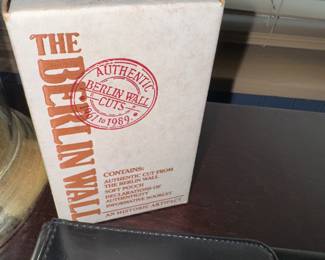 THE
BERLIN WALL
AUTHENTIC
BERLIN WALL
CUTS
1961 to 1989
CONTAINS:
AUTHENTIC CUT FROM
THE BERLIN WALL
SOFT POUCH
DECLARATIONS OF
AUTHENTICITY
INFORMATIVE BOOKLET
AN HISTORIC ARTIFACT